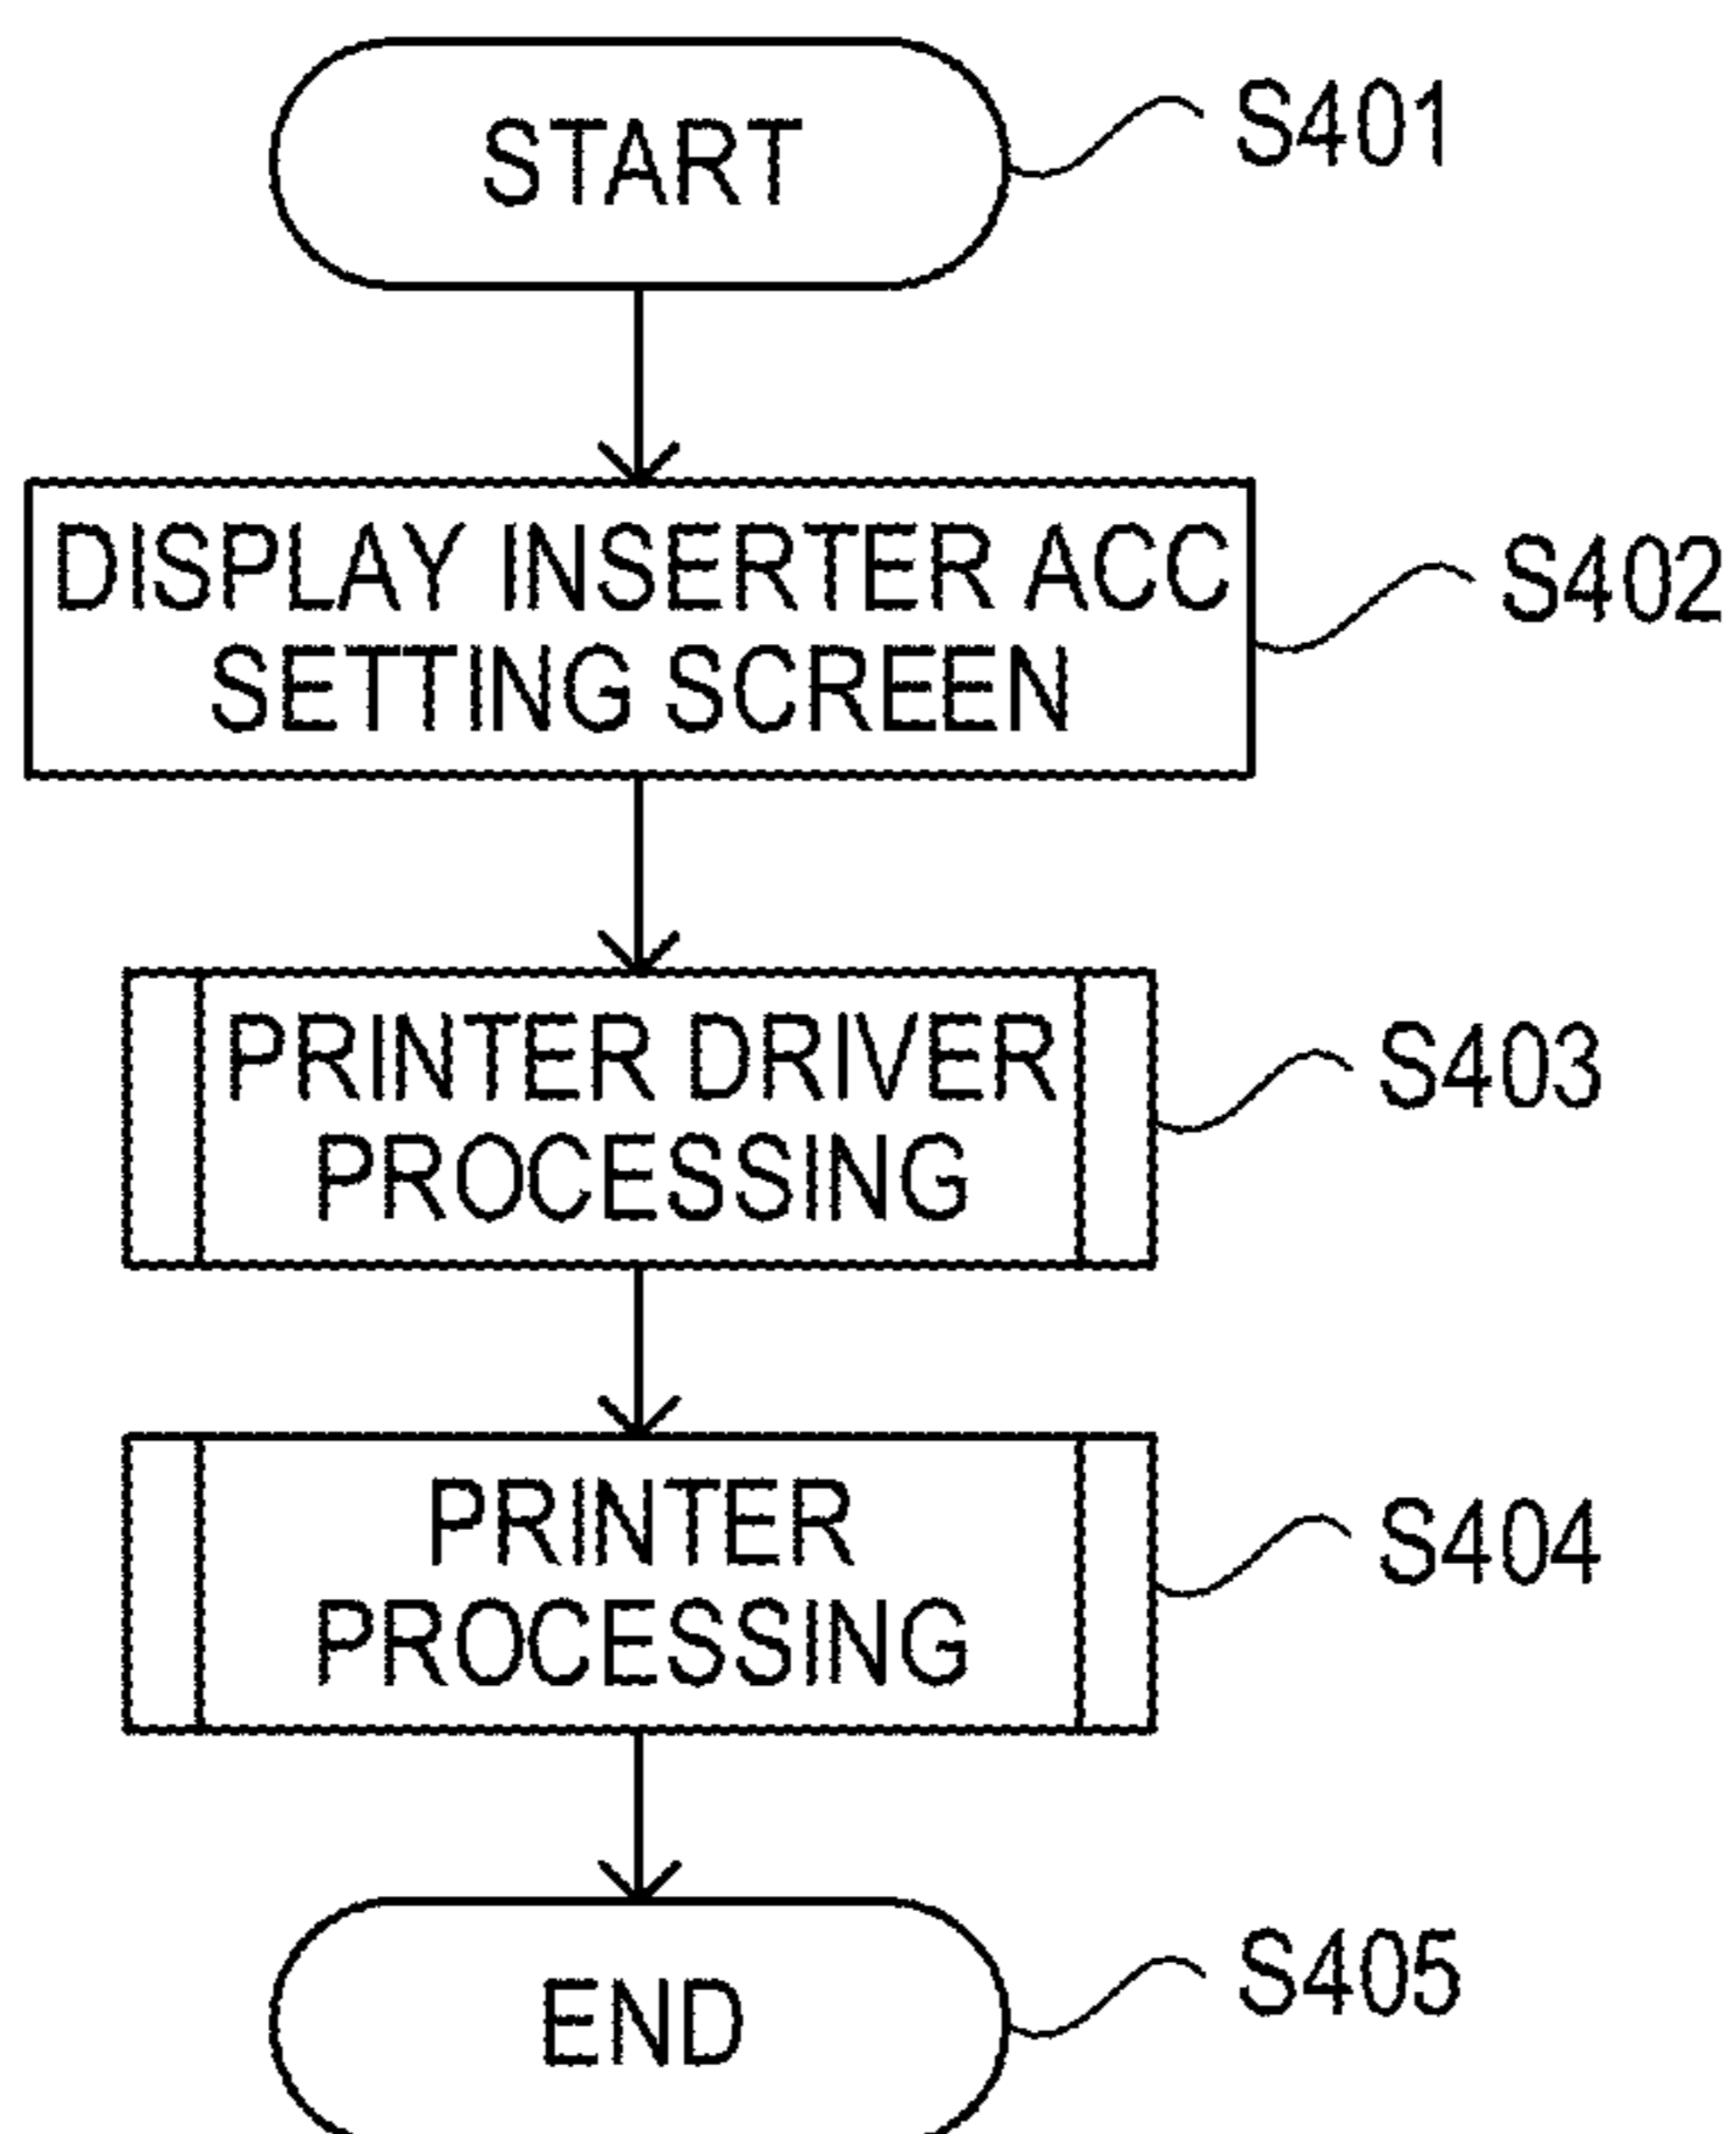 START
S401
DISPLAY INSERTER ACC
SETTING SCREEN
S402
PRINTER DRIVER
PROCESSING
S403
PRINTER
PROCESSING
S404
END
S405